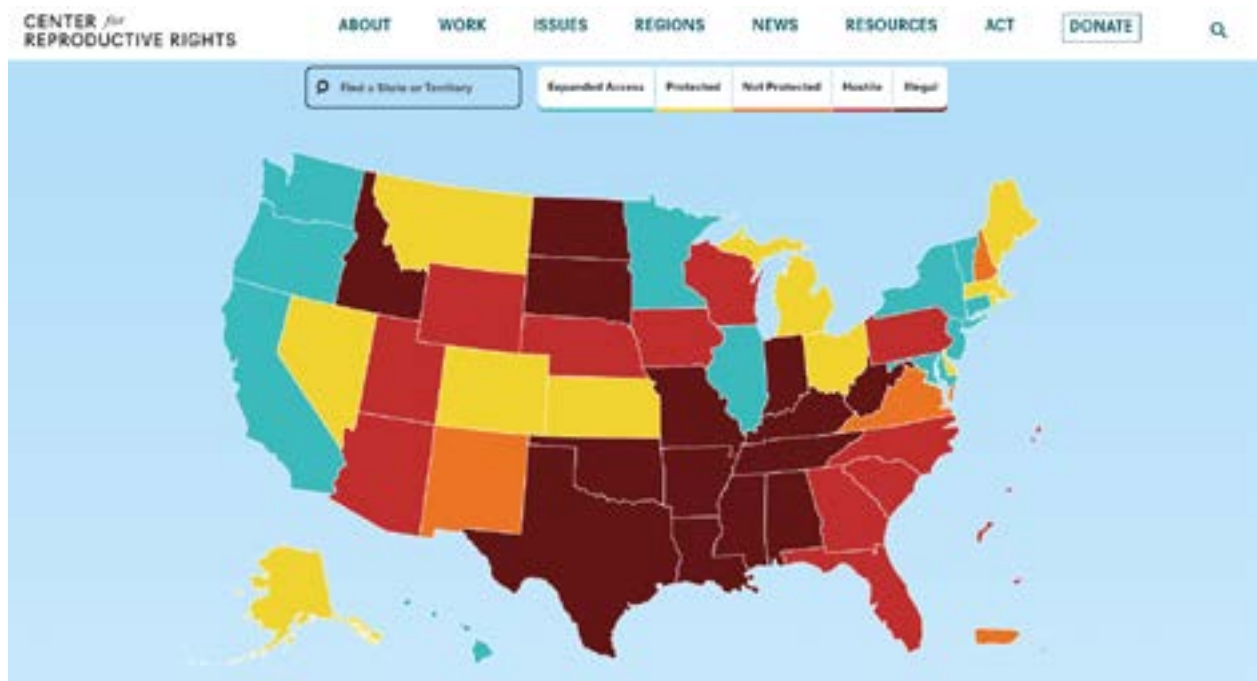 CENTER for
REPRODUCTIVE RIGHTS
ABOUT WORK ISSUES REGIONS NEWS RESOURCES ACT DONATE
Find a State or Territory
Expanded Access Protected Not Protected Hostile Illegal